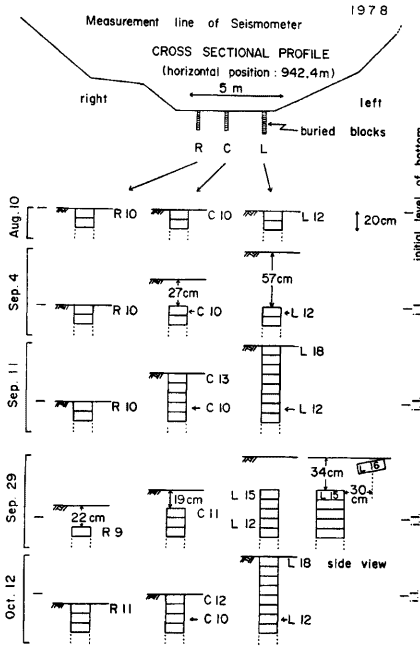 1978
Measurement line of Seismometer
CROSS SECTIONAL PROFILE
(horizontal position : 942.4m)
5 m
right
left
buried blocks
R C L
initial level of bottom
Aug. 10
R 10
C 10
L 12
20cm
Sep. 4
27cm
57cm
R 10
C 10
L 12
i.l.
Sep. 11
L 18
C 13
R 10
C 10
L 12
i.l.
Sep. 29
34cm
L 16
19cm
L 15
L 15
30
cm
22cm
C 11
L 12
R 9
i.l.
Oct. 12
L 18
side view
R 11
C 12
C 10
L 12
i.l.